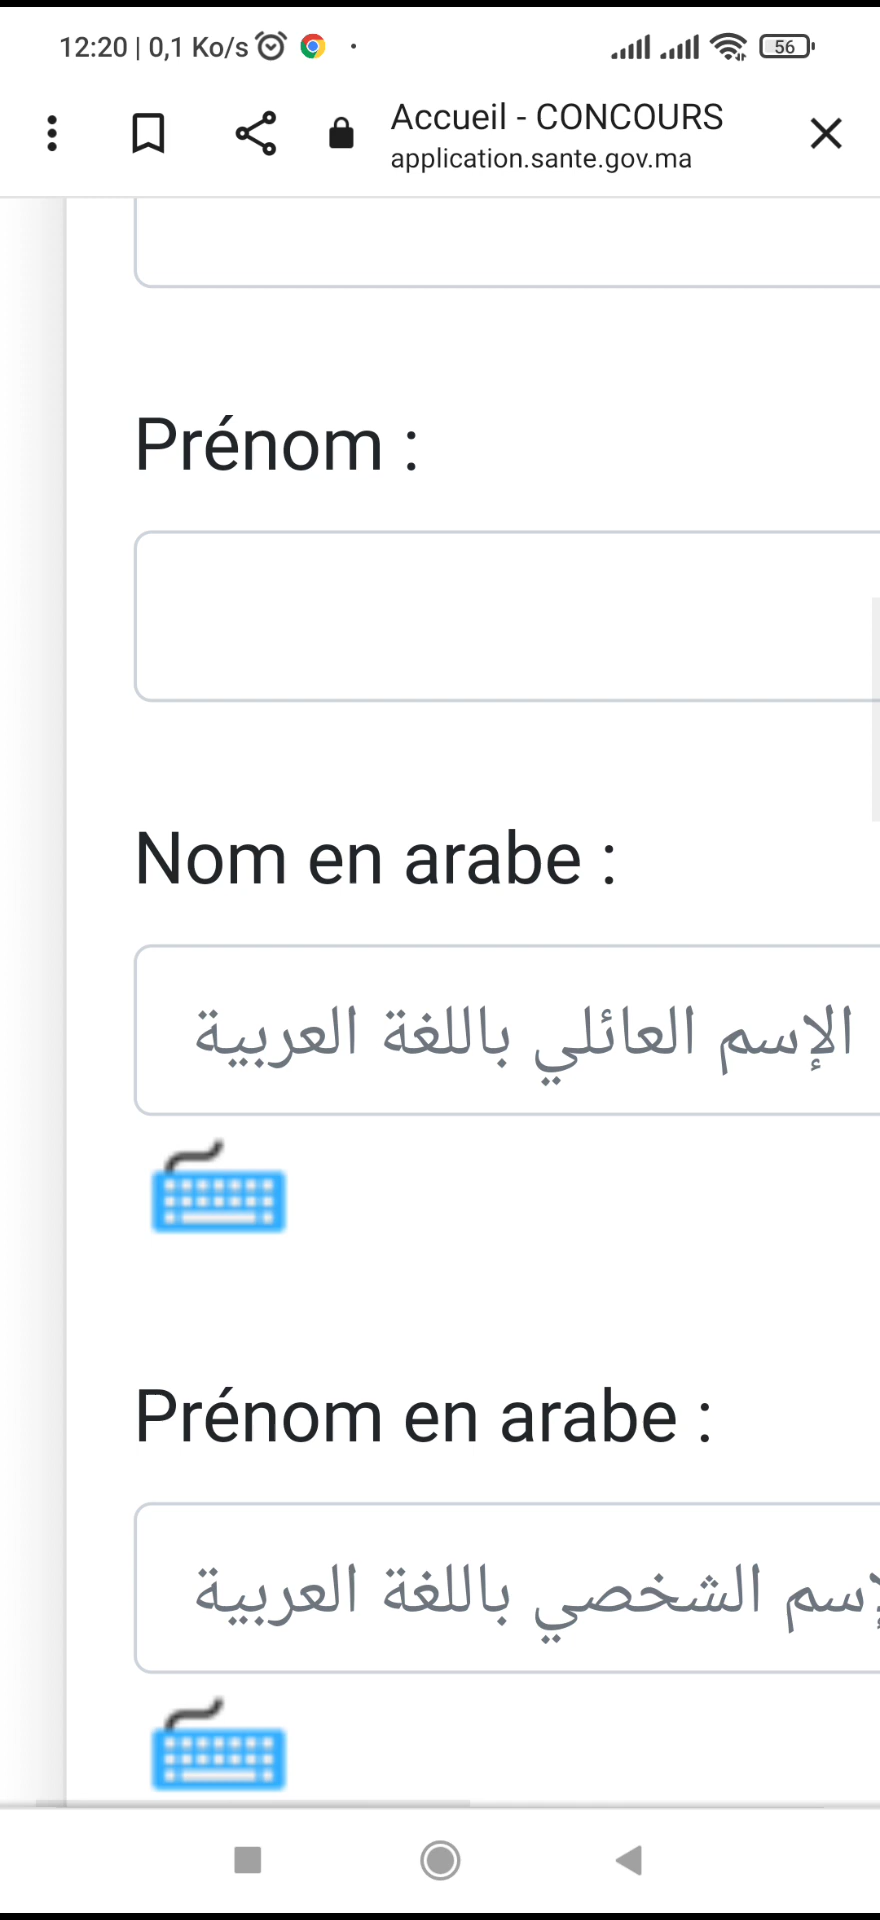 12:20 | 0,1 Ko/s
56
Accueil - CONCOURS
application.sante.gov.ma
Prénom :
Nom en arabe :
الإسم العائلي باللغة العربية
Prénom en arabe :
إسم الشخصي باللغة العربية